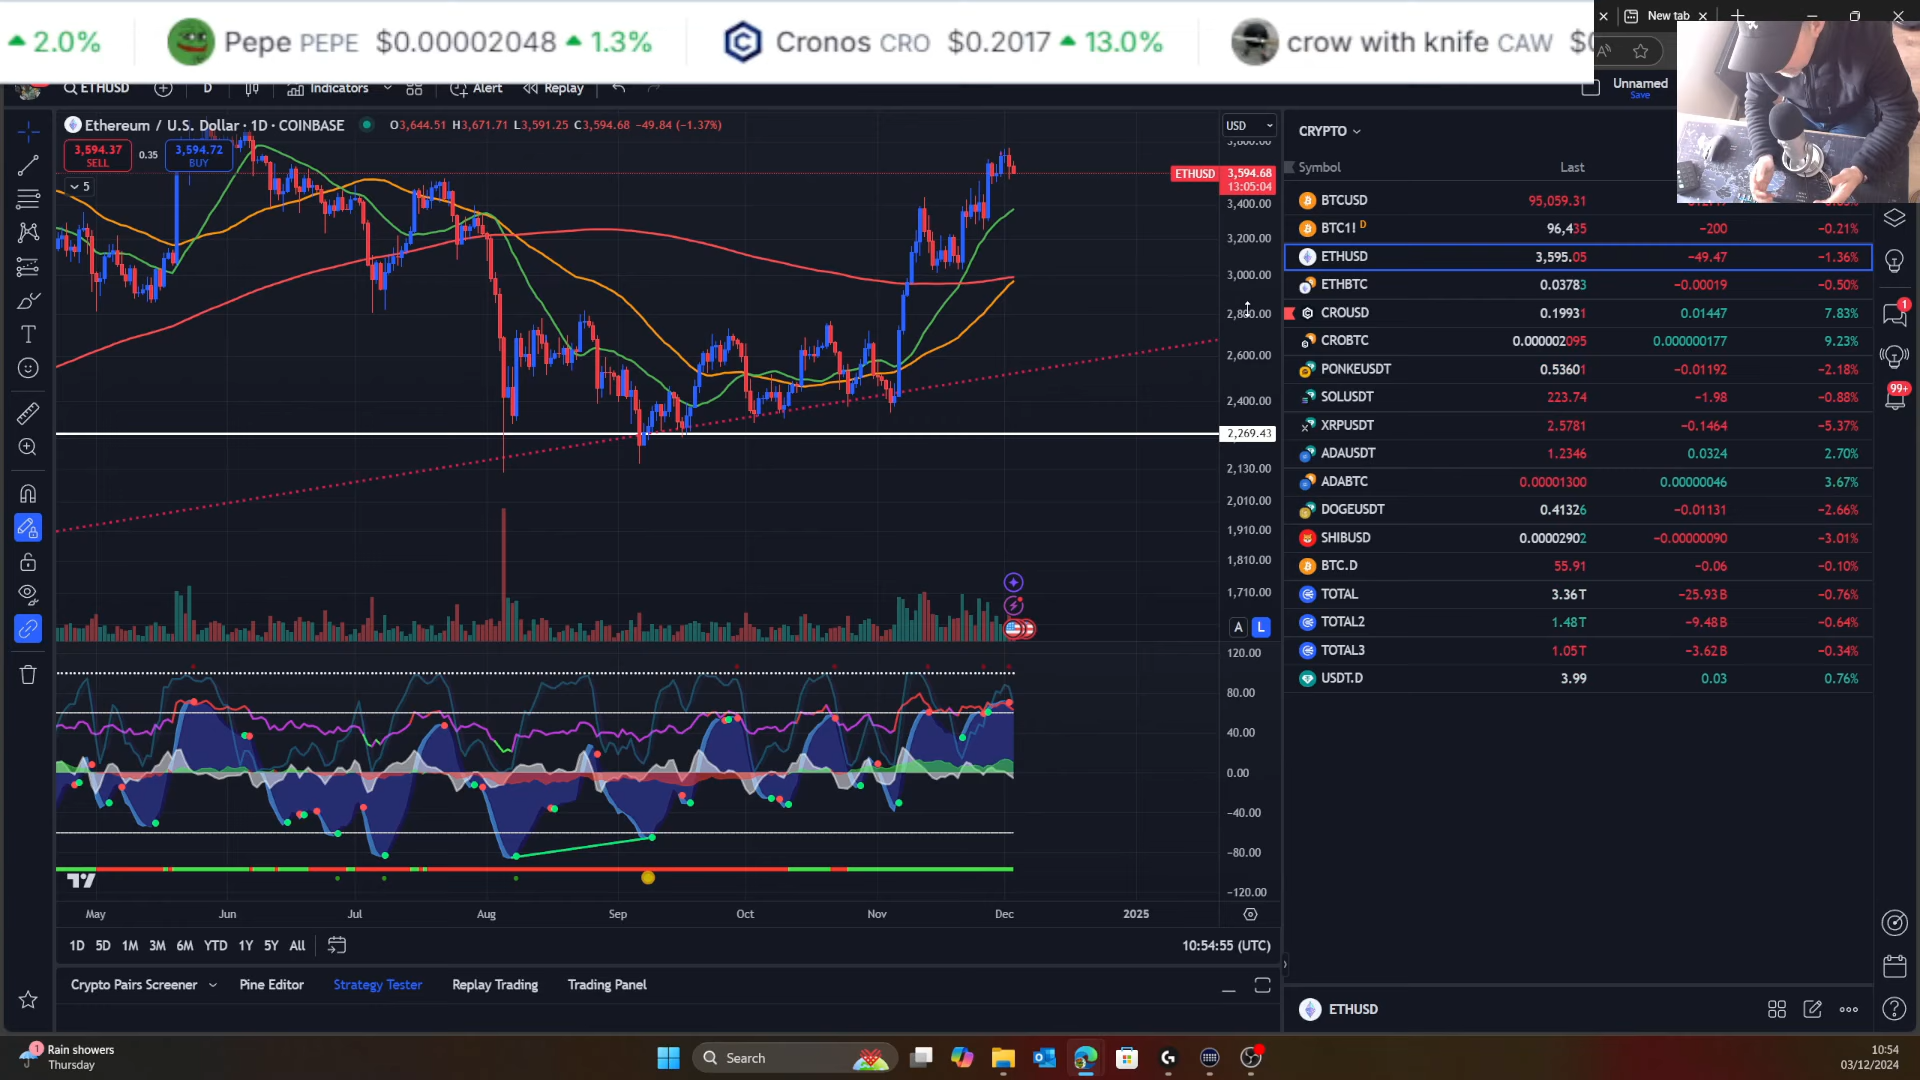 2.0% Pepe PEPE $0.00002048 1.3% Cronos CRO $0.2017 13.0% crow with knife CAW
New tab
ETHUSD D Indicators Alert Replay
Unnamed
Save
Ethereum / U.S. Dollar · 1D · COINBASE O3,644.51 H3,671.71 L3,591.25 C3,594.68 −49.84 (−1.37%)
3,594.37
SELL
0.35
3,594.72
BUY
5
USD
ETHUSD 3,594.68
13:05:04
3,400.00
3,200.00
3,000.00
2,800.00
2,600.00
2,400.00
2,269.43
2,130.00
2,010.00
1,910.00
1,810.00
1,710.00
A L
120.00
80.00
40.00
0.00
−40.00
−80.00
−120.00
May Jun Jul Aug Sep Oct Nov Dec 2025
1D 5D 1M 3M 6M YTD 1Y 5Y All
10:54:55 (UTC)
Crypto Pairs Screener Pine Editor Strategy Tester Replay Trading Trading Panel
CRYPTO
Symbol Last
BTCUSD 95,059.31
BTC1! D 96,435 −200 −0.21%
ETHUSD 3,595.05 −49.47 −1.36%
ETHBTC 0.03783 −0.00019 −0.50%
CROUSD 0.19931 0.01447 7.83%
CROBTC 0.000002095 0.000000177 9.23%
PONKEUSDT 0.53601 −0.01192 −2.18%
SOLUSDT 223.74 −1.98 −0.88%
XRPUSDT 2.5781 −0.1464 −5.37%
ADAUSDT 1.2346 0.0324 2.70%
ADABTC 0.00001300 0.00000046 3.67%
DOGEUSDT 0.41326 −0.01131 −2.66%
SHIBUSD 0.00002902 −0.00000090 −3.01%
BTC.D 55.91 −0.06 −0.10%
TOTAL 3.36T −25.93B −0.76%
TOTAL2 1.48T −9.48B −0.64%
TOTAL3 1.05T −3.62B −0.34%
USDT.D 3.99 0.03 0.76%
1
99+
ETHUSD
1
Rain showers
Thursday
Search
10:54
03/12/2024